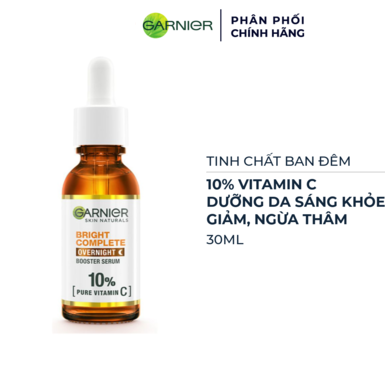 GARNIER
PHÂN PHỐI
CHÍNH HÃNG
GARNIER
SKIN NATURALS
BRIGHT
COMPLETE
OVERNIGHT
BOOSTER SERUM
10%
[PURE VITAMIN C]
TINH CHẤT BAN ĐÊM
10% VITAMIN C
DƯỠNG DA SÁNG KHỎE
GIẢM, NGỪA THÂM
30ML